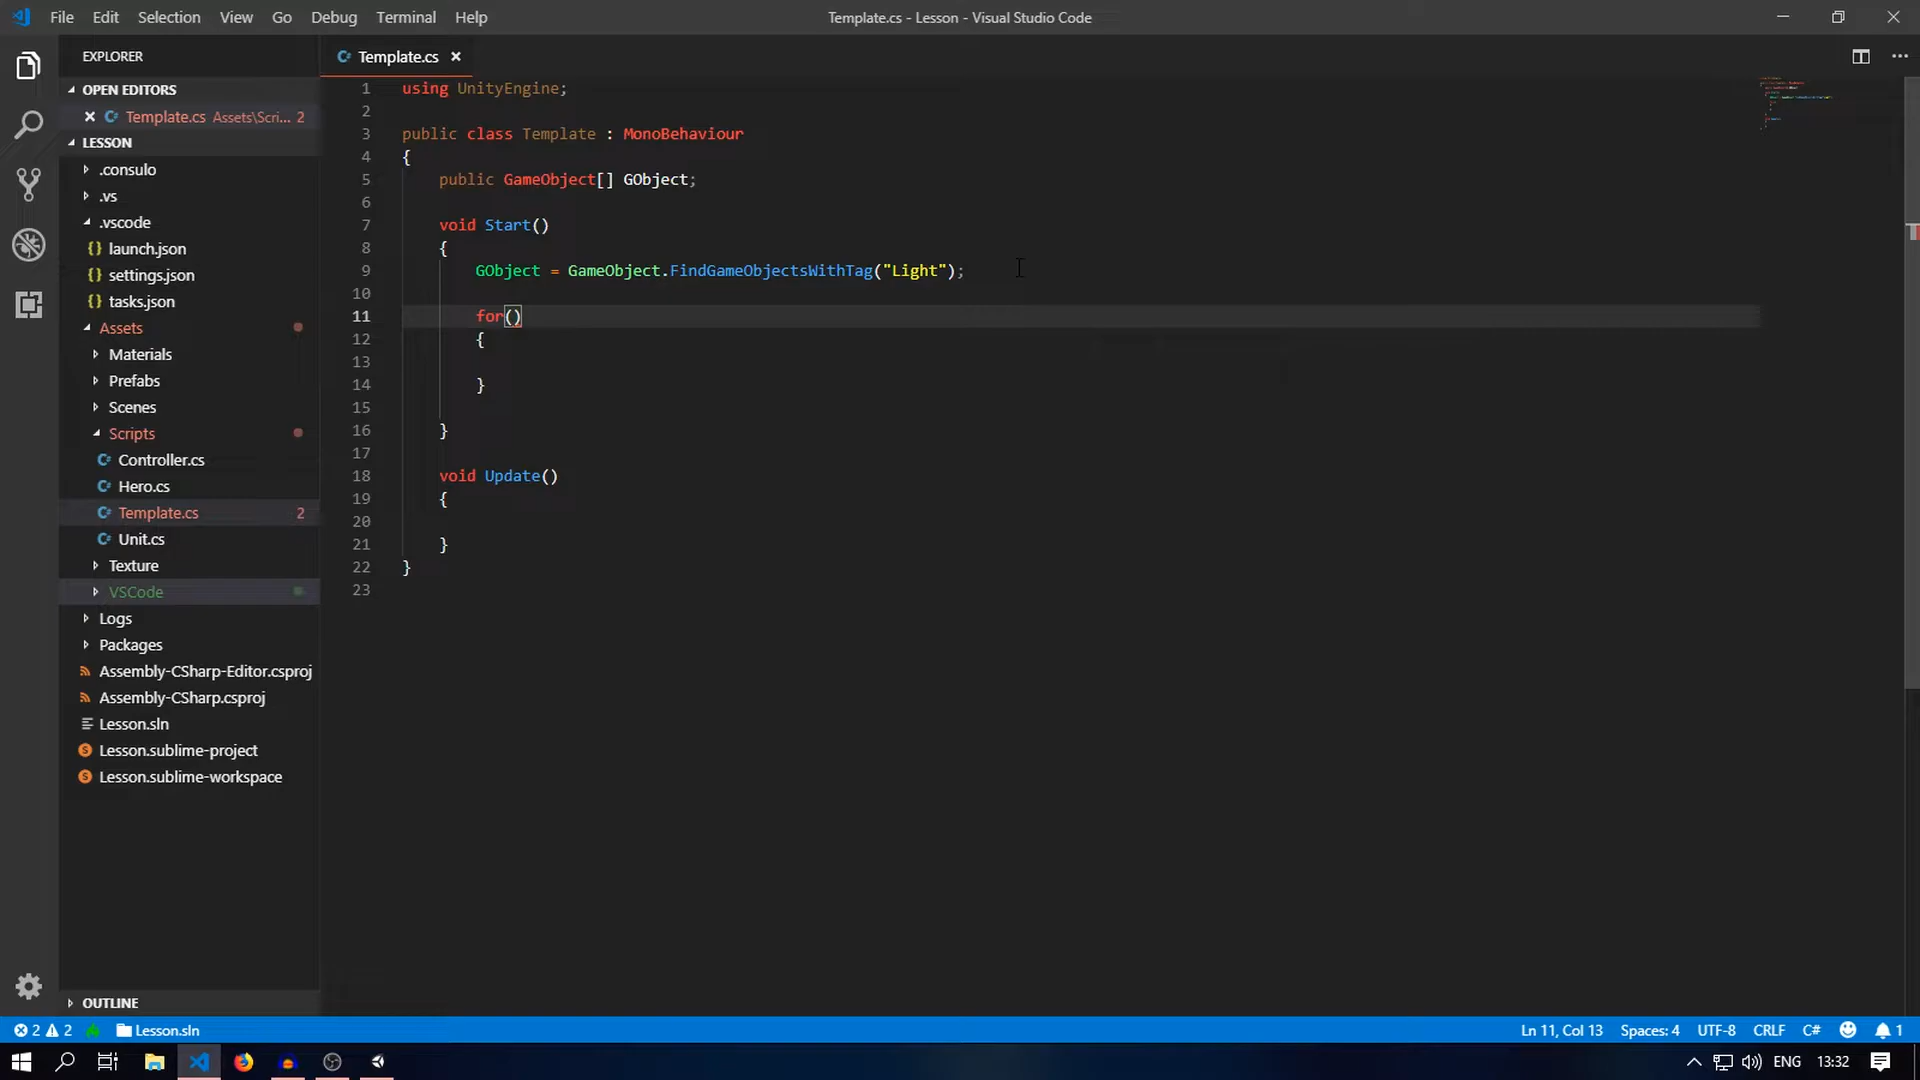 File Edit Selection View Go Debug Terminal Help
Template.cs - Lesson - Visual Studio Code
EXPLORER
OPEN EDITORS
Template.cs Assets\Scri... 2
LESSON
.consulo
.vs
.vscode
launch.json
settings.json
tasks.json
Assets
Materials
Prefabs
Scenes
Scripts
Controller.cs
Hero.cs
Template.cs 2
Unit.cs
Texture
VSCode
Logs
Packages
Assembly-CSharp-Editor.csproj
Assembly-CSharp.csproj
Lesson.sln
Lesson.sublime-project
Lesson.sublime-workspace
OUTLINE
Template.cs
1 using UnityEngine;
2
3 public class Template : MonoBehaviour
4 {
5 public GameObject[] GObject;
6
7 void Start()
8 {
9 GObject = GameObject.FindGameObjectsWithTag("Light");
10
11 for()
12 {
13
14 }
15
16 }
17
18 void Update()
19 {
20
21 }
22 }
23
2 2 Lesson.sln
Ln 11, Col 13 Spaces: 4 UTF-8 CRLF C# 1
ENG 13:32